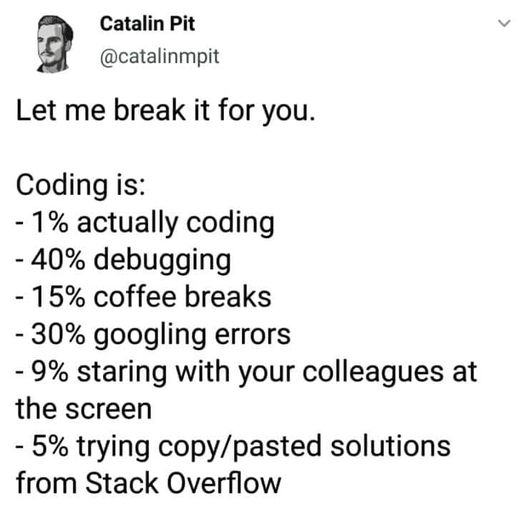 Catalin Pit
@catalinmpit
Let me break it for you.
Coding is:
- 1% actually coding
- 40% debugging
- 15% coffee breaks
- 30% googling errors
- 9% staring with your colleagues at
the screen
- 5% trying copy/pasted solutions
from Stack Overflow